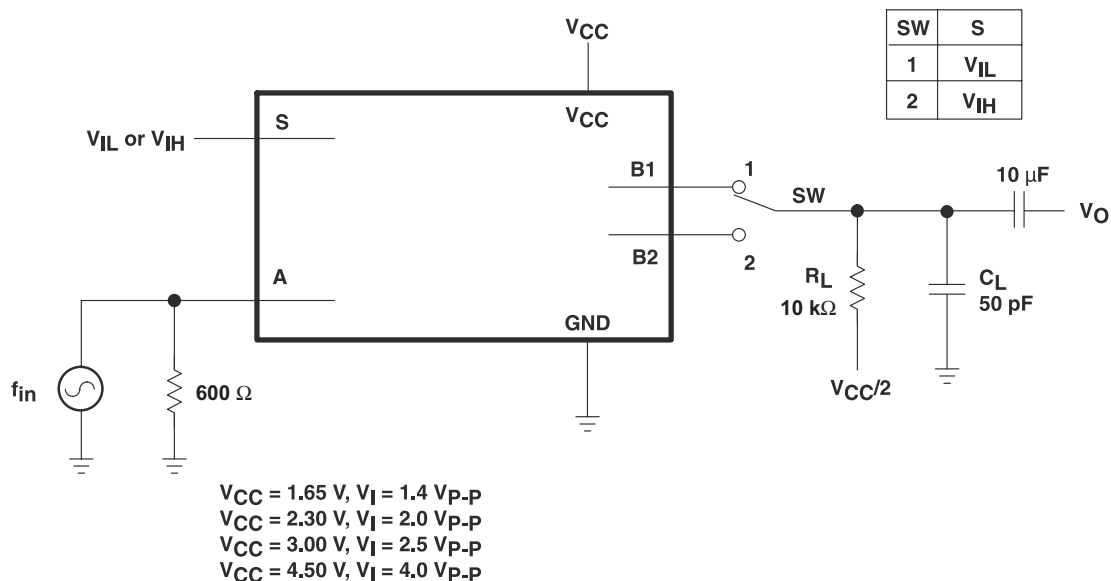 VCC
SW S
1 VIL
2 VIH
VCC
S
VIL or VIH
B1
1
SW
10 µF
VO
B2
2
A
RL
10 kΩ
CL
50 pF
GND
fin
600 Ω
VCC/2
VCC = 1.65 V, VI = 1.4 VP-P
VCC = 2.30 V, VI = 2.0 VP-P
VCC = 3.00 V, VI = 2.5 VP-P
VCC = 4.50 V, VI = 4.0 VP-P